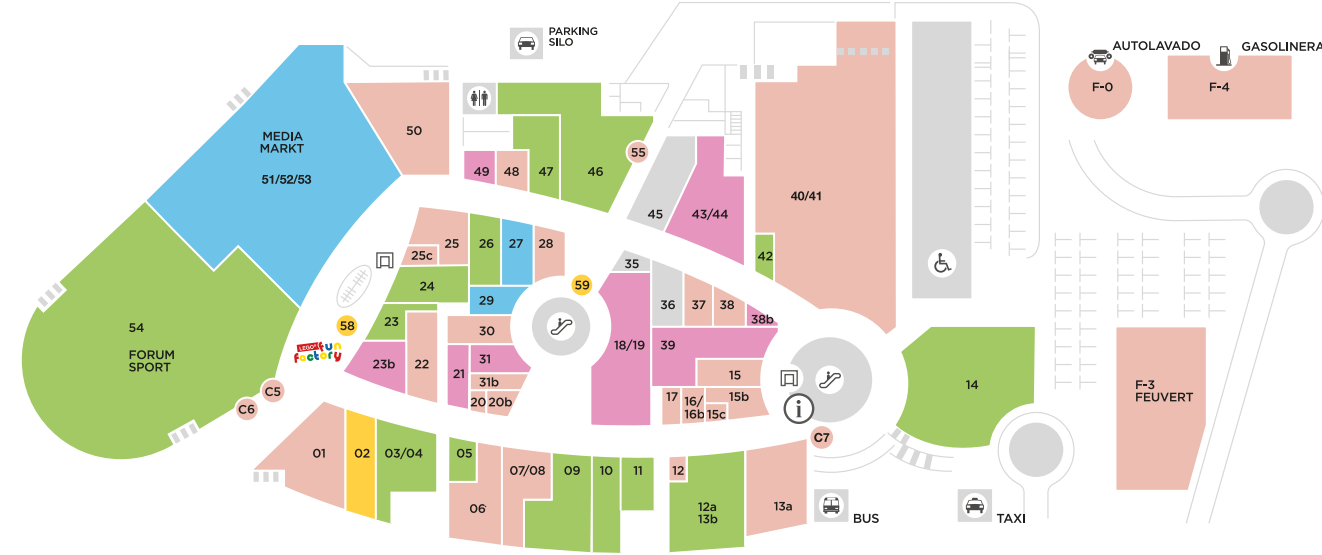 PARKING
SILO
AUTOLAVADO
GASOLINERA
F-0
F-4
MEDIA
MARKT
51/52/53
50
49
48
47
46
55
45
43/44
40/41
42
25
25c
26
27
28
24
29
59
23
58
LEGO
fun
factory
23b
22
30
31
21
31b
20
20b
35
36
37
38
38b
18/19
39
15
17
16/
16b
15b
15c
i
C7
14
F-3
FEUVERT
54
FORUM
SPORT
C5
C6
01
02
03/04
05
06
07/08
09
10
11
12
12a
13b
13a
BUS
TAXI